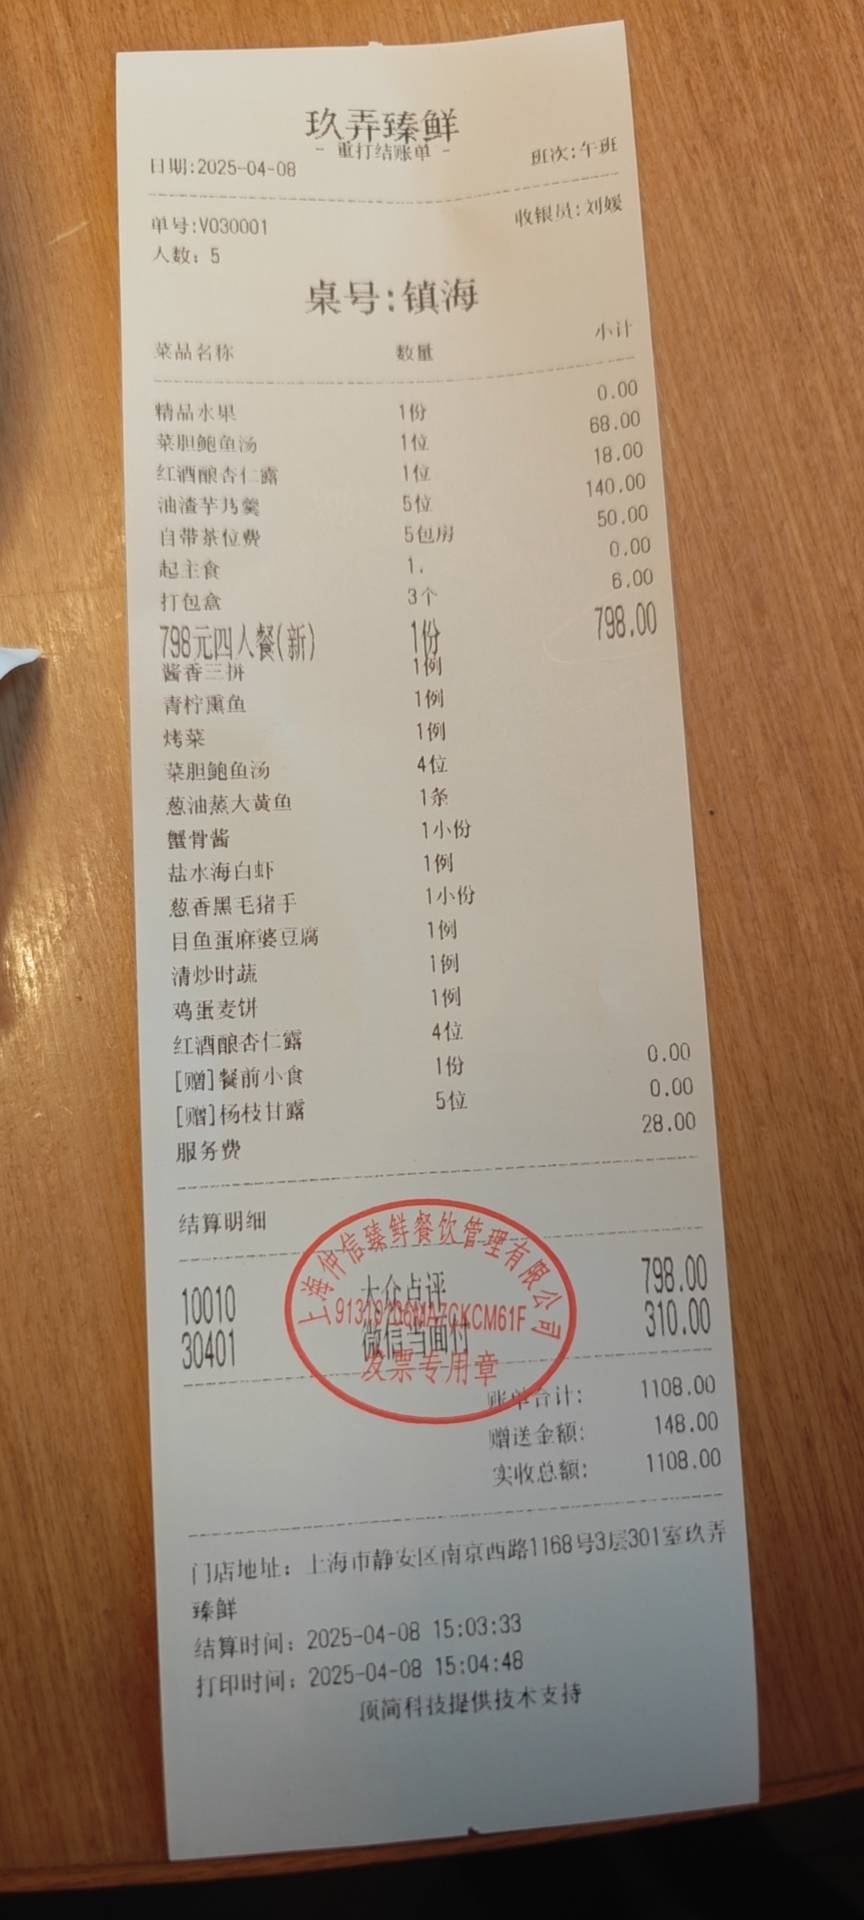 玖弄臻鲜
- 重打结账单 -
日期:2025-04-08 班次:午班
单号:V030001 收银员:刘媛
人数: 5
桌号:镇海
菜品名称 数量 小计
精品水果 1份 0.00
菜胆鲍鱼汤 1位 68.00
红酒酿杏仁露 1位 18.00
油渣芋艿羹 5位 140.00
自带茶位费 5包房 50.00
起主食 1. 0.00
打包盒 3个 6.00
798元四人餐(新) 1份 798.00
酱香三拼 1例
青柠熏鱼 1例
烤菜 1例
菜胆鲍鱼汤 4位
葱油蒸大黄鱼 1条
蟹骨酱 1小份
盐水海白虾 1例
葱香黑毛猪手 1小份
目鱼蛋麻婆豆腐 1例
清炒时蔬 1例
鸡蛋麦饼 1例
红酒酿杏仁露 4位
[赠]餐前小食 1份 0.00
[赠]杨枝甘露 5位 0.00
服务费 28.00
结算明细
上海仲信臻鲜餐饮管理有限公司
10010 大众点评 798.00
30401 微信当面付 310.00
发票专用章
账单合计: 1108.00
赠送金额: 148.00
实收总额: 1108.00
门店地址: 上海市静安区南京西路1168号3层301室玖弄
臻鲜
结算时间: 2025-04-08 15:03:33
打印时间: 2025-04-08 15:04:48
顶简科技提供技术支持